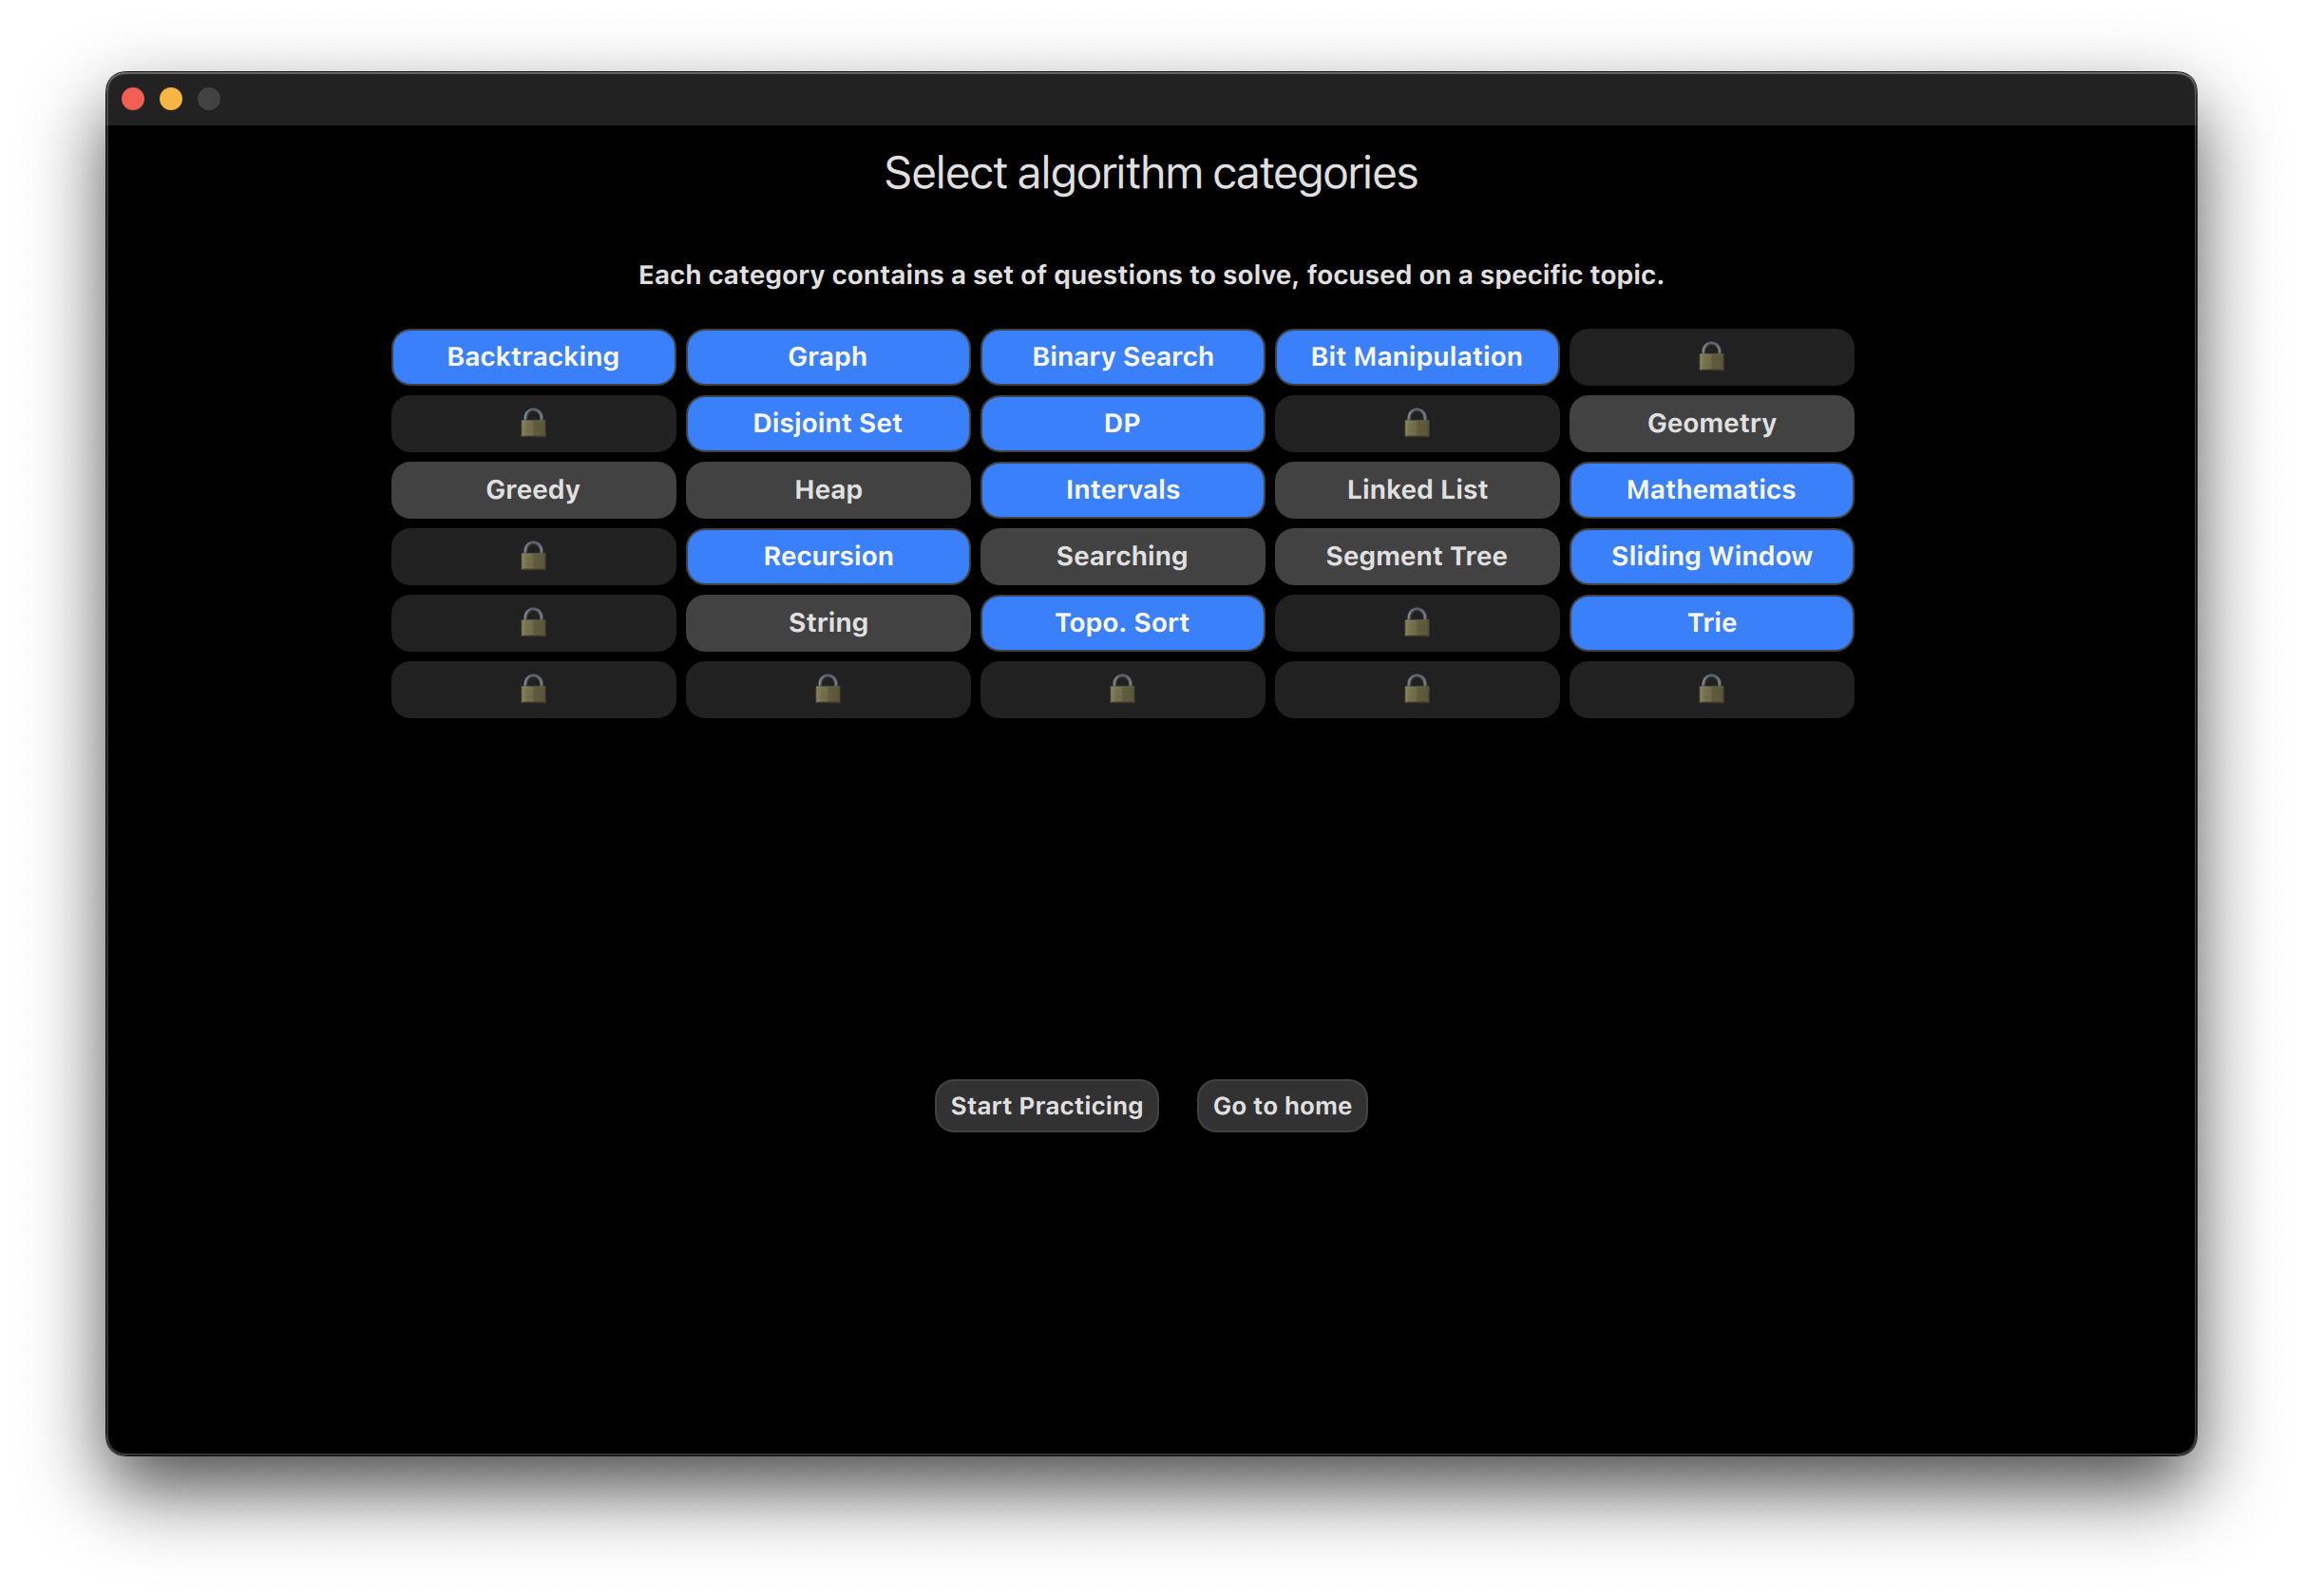 Select algorithm categories
Each category contains a set of questions to solve, focused on a specific topic.
Backtracking Graph Binary Search Bit Manipulation
Disjoint Set DP Geometry
Greedy Heap Intervals Linked List Mathematics
Recursion Searching Segment Tree Sliding Window
String Topo. Sort Trie
Start Practicing Go to home